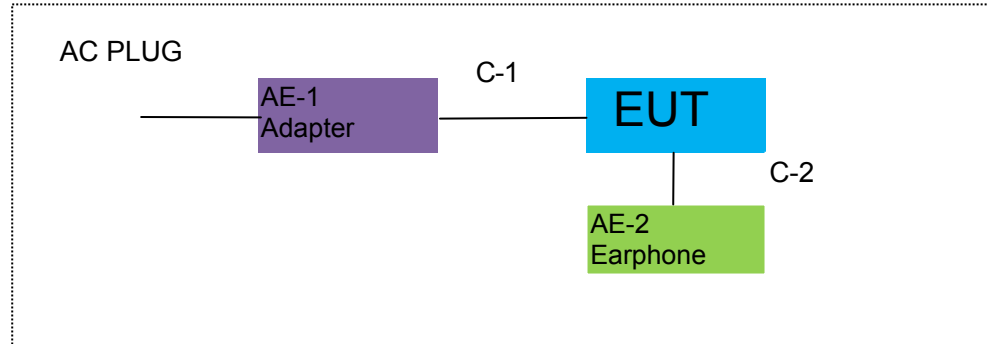 AC PLUG
C-1
AE-1
Adapter
EUT
C-2
AE-2
Earphone